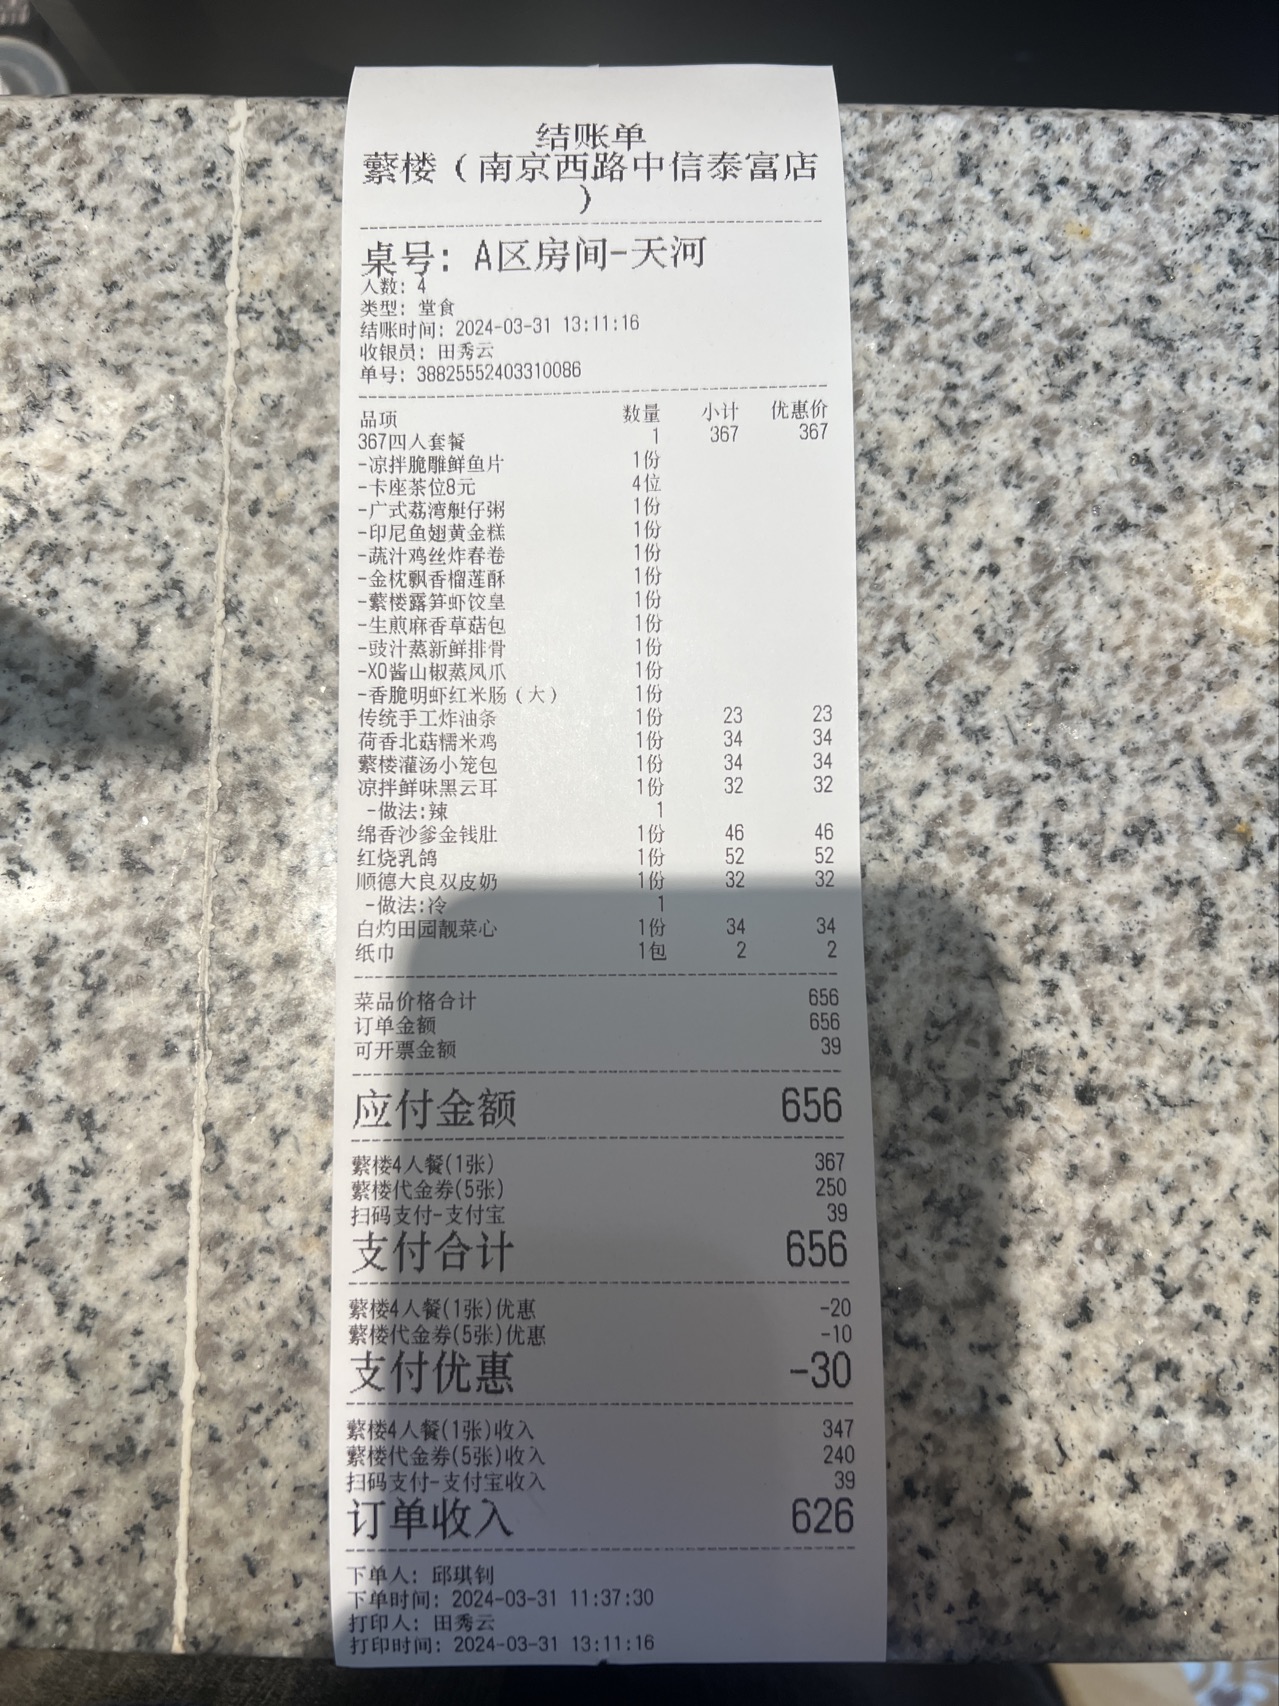 结账单
蘩楼（南京西路中信泰富店
）
桌号：A区房间-天河
人数：4
类型：堂食
结账时间：2024-03-31 13:11:16
收银员：田秀云
单号：38825552403310086
品项 数量 小计 优惠价
367四人套餐 1 367 367
-凉拌脆雕鲜鱼片 1份
-卡座茶位8元 4位
-广式荔湾艇仔粥 1份
-印尼鱼翅黄金糕 1份
-蔬汁鸡丝炸春卷 1份
-金枕飘香榴莲酥 1份
-蘩楼露笋虾饺皇 1份
-生煎麻香草菇包 1份
-豉汁蒸新鲜排骨 1份
-XO酱山椒蒸凤爪 1份
-香脆明虾红米肠（大） 1份
传统手工炸油条 1份 23 23
荷香北菇糯米鸡 1份 34 34
蘩楼灌汤小笼包 1份 34 34
凉拌鲜味黑云耳 1份 32 32
-做法:辣 1
绵香沙爹金钱肚 1份 46 46
红烧乳鸽 1份 52 52
顺德大良双皮奶 1份 32 32
-做法:冷 1
白灼田园靓菜心 1份 34 34
纸巾 1包 2 2
菜品价格合计 656
订单金额 656
可开票金额 39
应付金额 656
蘩楼4人餐(1张) 367
蘩楼代金券(5张) 250
扫码支付-支付宝 39
支付合计 656
蘩楼4人餐(1张)优惠 -20
蘩楼代金券(5张)优惠 -10
支付优惠 -30
蘩楼4人餐(1张)收入 347
蘩楼代金券(5张)收入 240
扫码支付-支付宝收入 39
订单收入 626
下单人：邱琪钊
下单时间：2024-03-31 11:37:30
打印人：田秀云
打印时间：2024-03-31 13:11:16